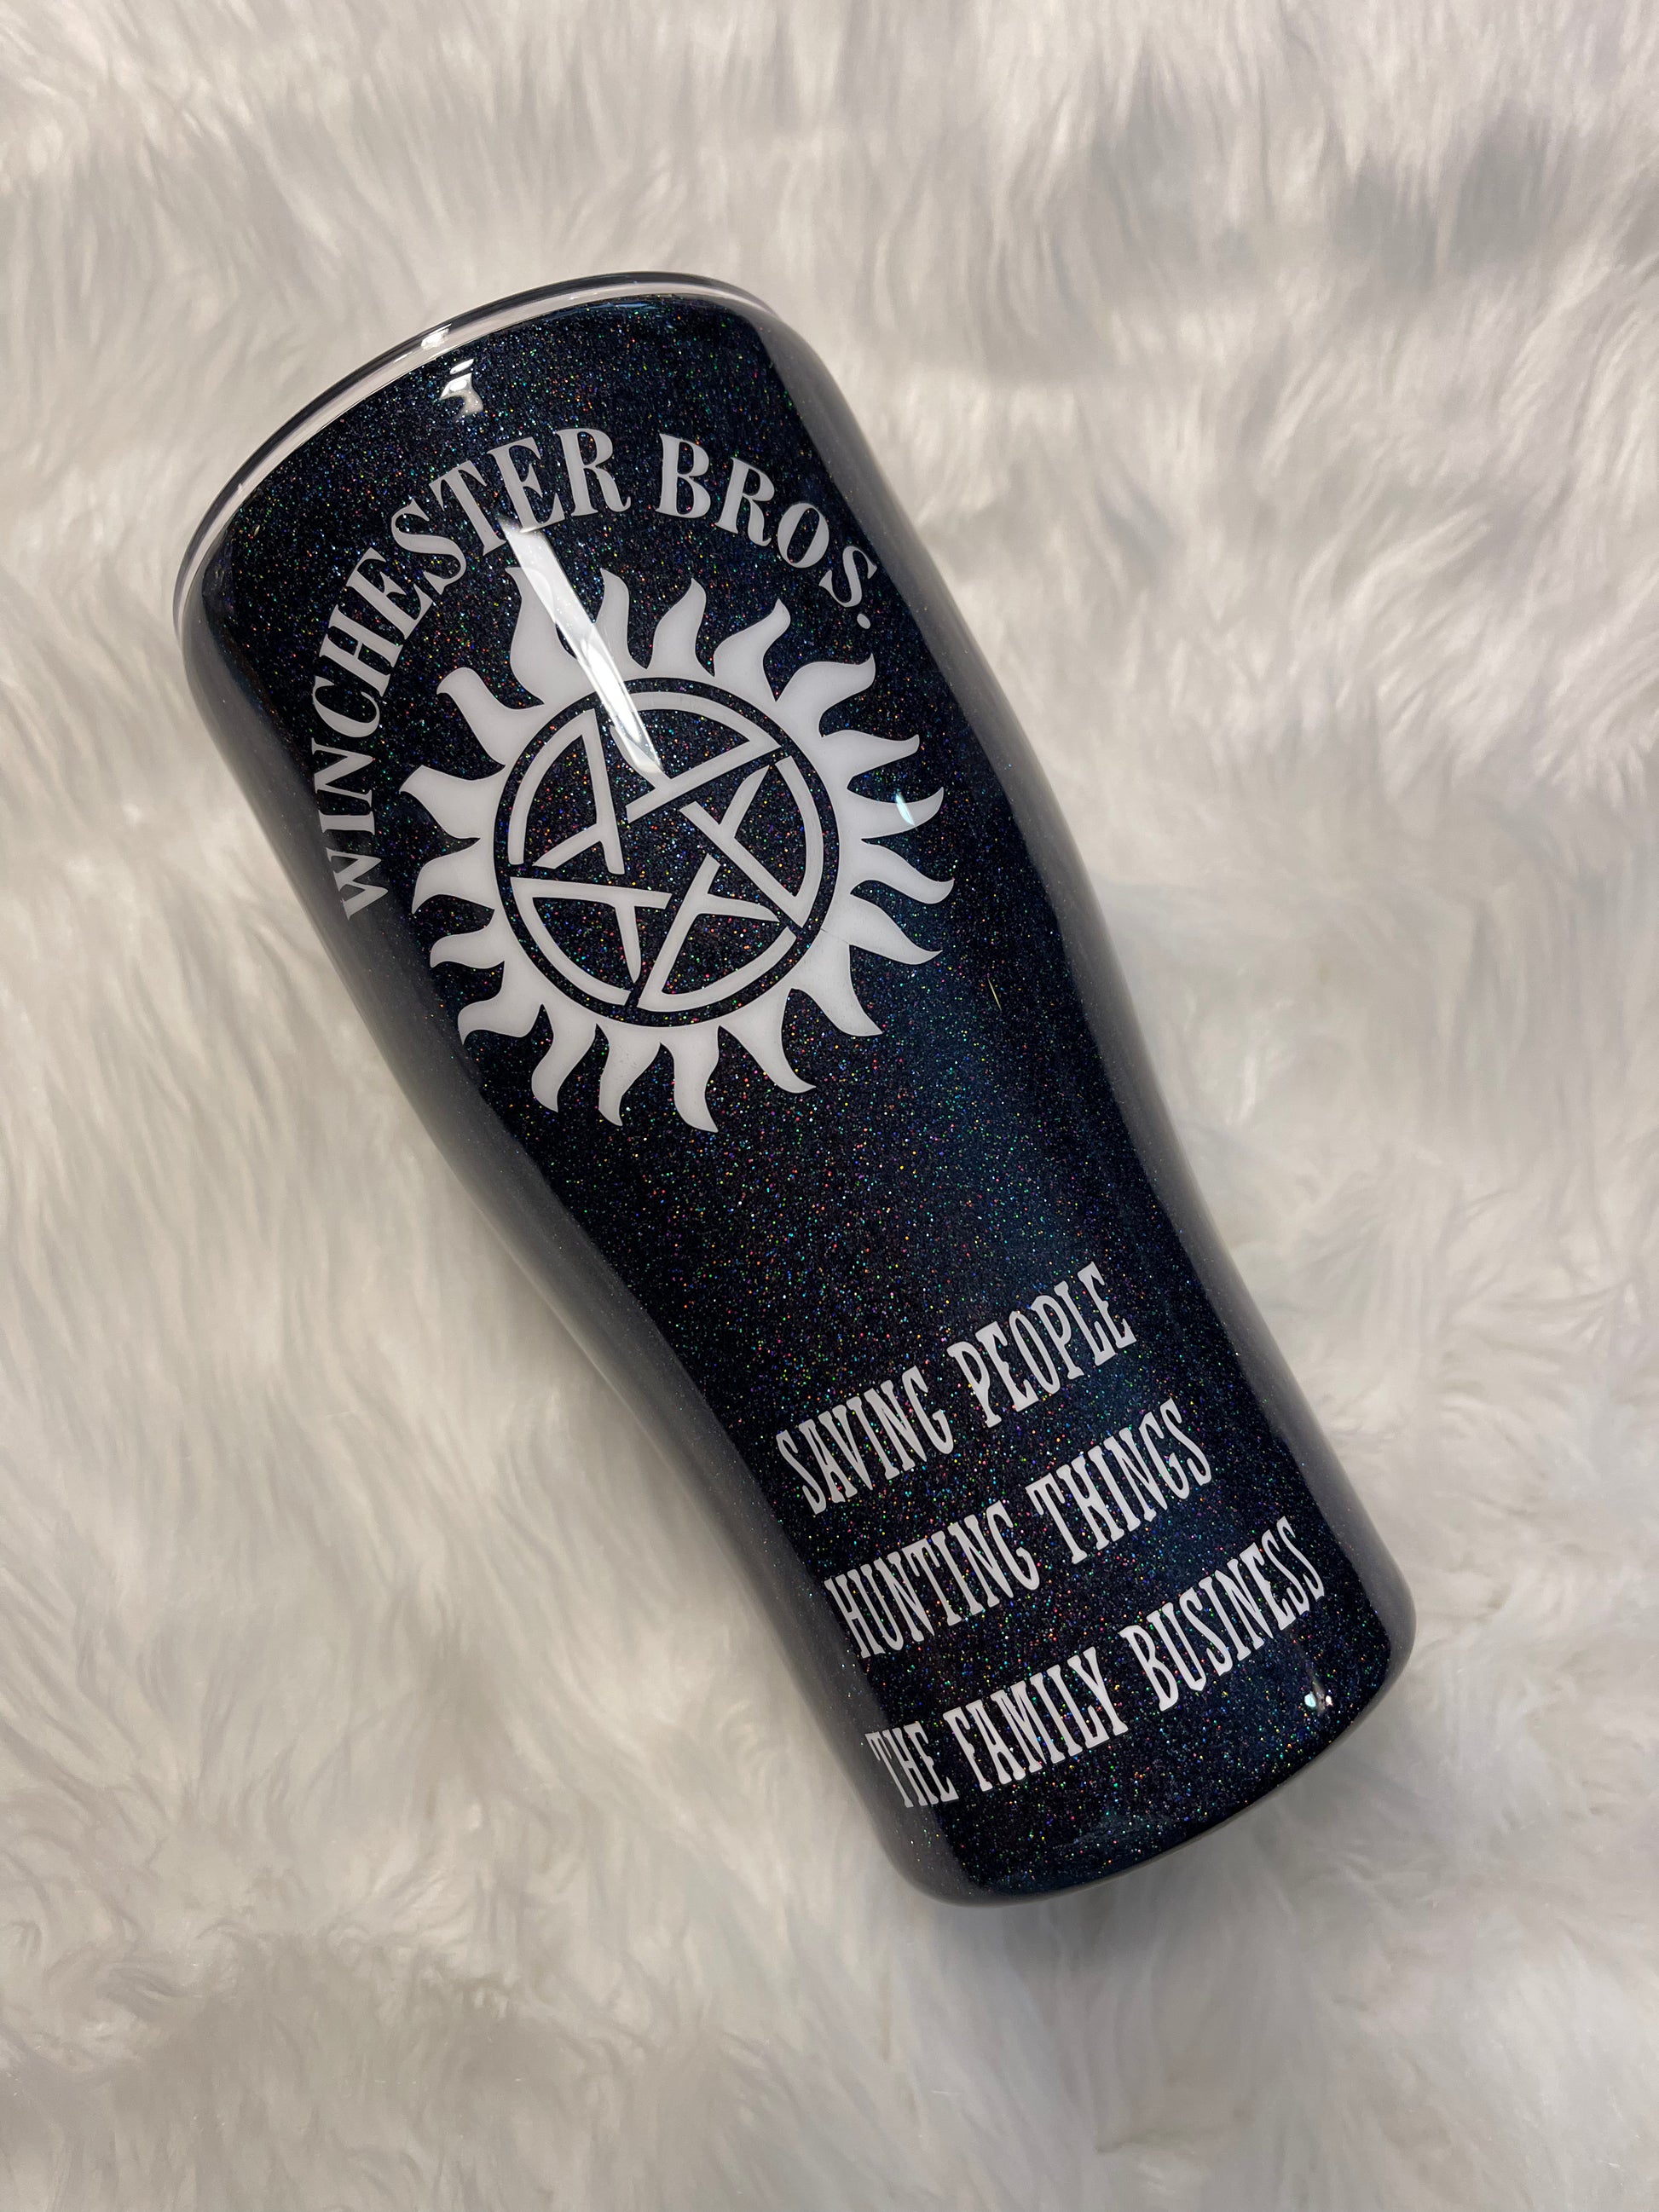 WINCHESTER BROS.
SAVING PEOPLE
HUNTING THINGS
THE FAMILY BUSINESS